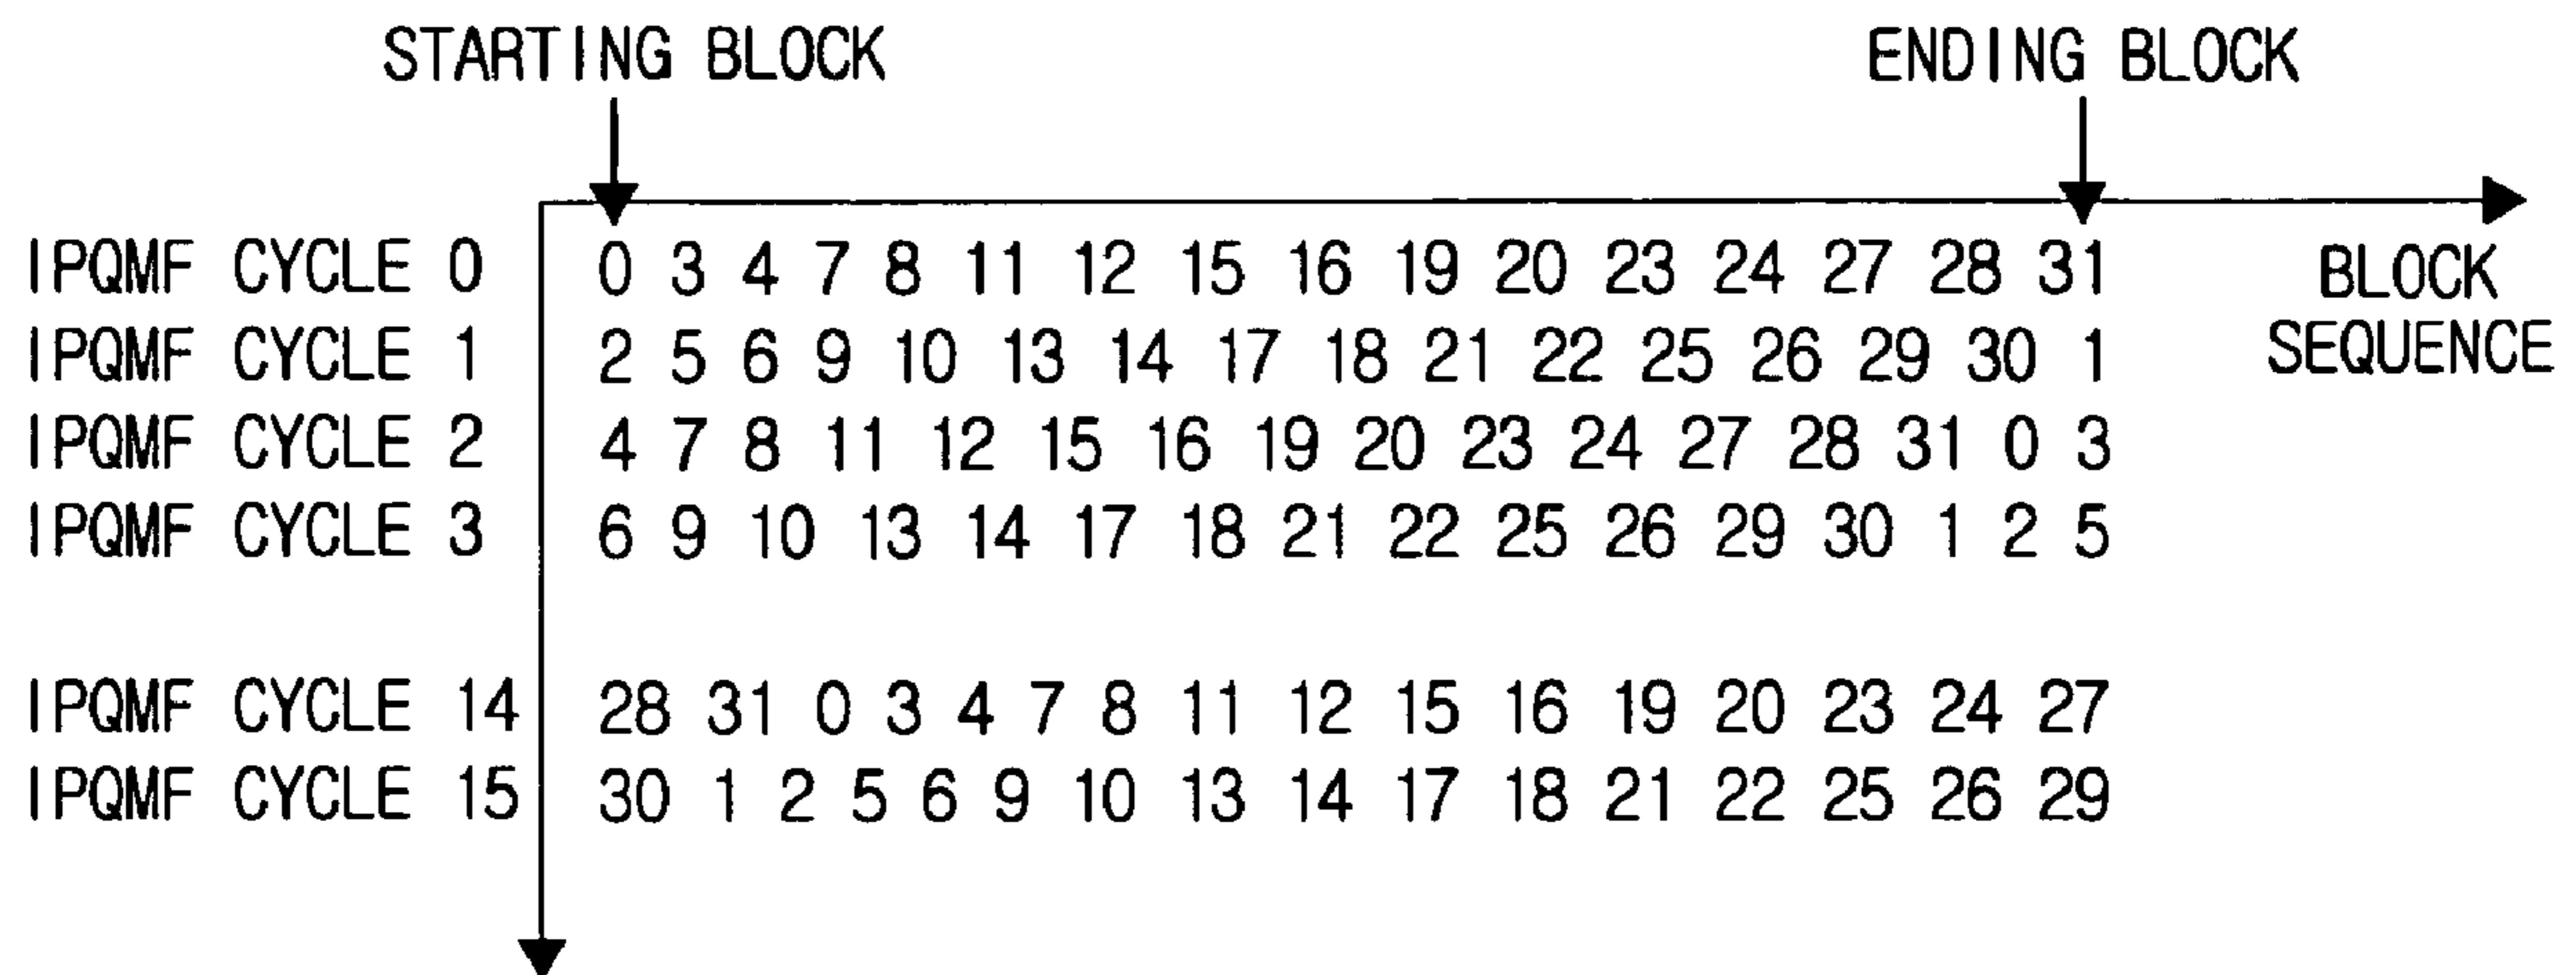 STARTING BLOCK
ENDING BLOCK
IPQMF CYCLE 0 0 3 4 7 8 11 12 15 16 19 20 23 24 27 28 31
IPQMF CYCLE 1 2 5 6 9 10 13 14 17 18 21 22 25 26 29 30 1
IPQMF CYCLE 2 4 7 8 11 12 15 16 19 20 23 24 27 28 31 0 3
IPQMF CYCLE 3 6 9 10 13 14 17 18 21 22 25 26 29 30 1 2 5
IPQMF CYCLE 14 28 31 0 3 4 7 8 11 12 15 16 19 20 23 24 27
IPQMF CYCLE 15 30 1 2 5 6 9 10 13 14 17 18 21 22 25 26 29
BLOCK
SEQUENCE